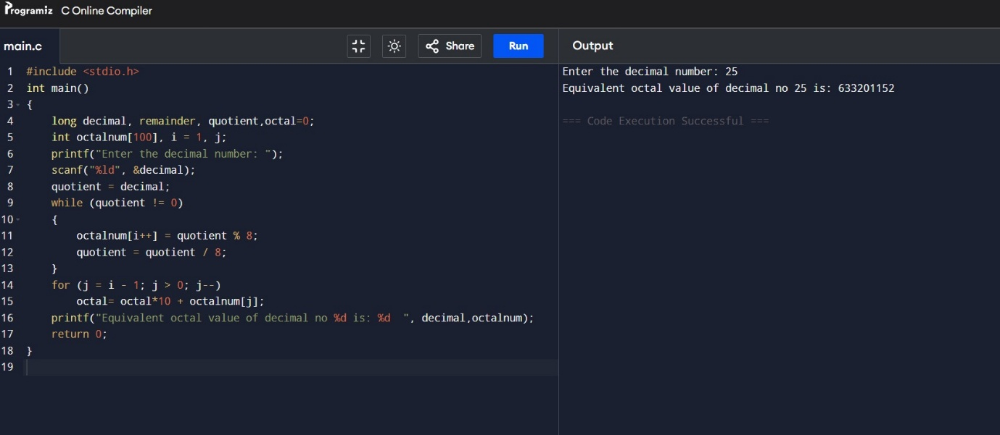 Programiz C Online Compiler
main.c Share Run Output
1 #include <stdio.h>
2 int main()
3 {
4     long decimal, remainder, quotient,octal=0;
5     int octalnum[100], i = 1, j;
6     printf("Enter the decimal number: ");
7     scanf("%ld", &decimal);
8     quotient = decimal;
9     while (quotient != 0)
10     {
11         octalnum[i++] = quotient % 8;
12         quotient = quotient / 8;
13     }
14     for (j = i - 1; j > 0; j--)
15         octal= octal*10 + octalnum[j];
16     printf("Equivalent octal value of decimal no %d is: %d  ", decimal,octalnum);
17     return 0;
18 }
19
Enter the decimal number: 25
Equivalent octal value of decimal no 25 is: 633201152
=== Code Execution Successful ===